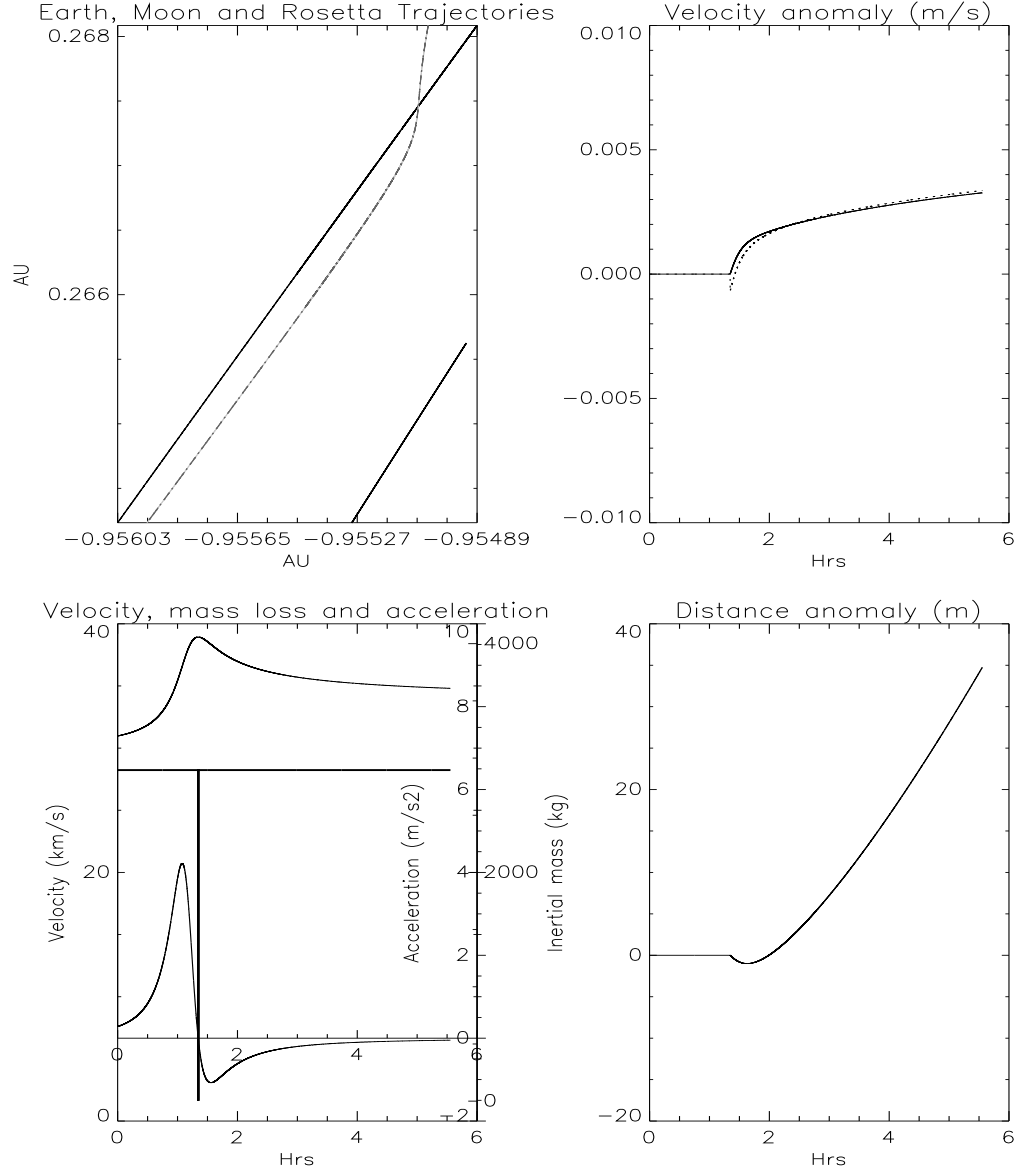 Earth, Moon and Rosetta Trajectories
0.268
0.266
AU
−0.95603 −0.95565 −0.95527 −0.95489
AU
Velocity anomaly (m/s)
0.010
0.005
0.000
−0.005
−0.010
0 2 4 6
Hrs
Velocity, mass loss and acceleration
40
20
0
Velocity (km/s)
10
8
6
4
2
0
−2
Acceleration (m/s2)
4000
2000
0
Inertial mass (kg)
0 2 4 6
0 2 4 6
Hrs
Distance anomaly (m)
40
20
0
−20
0 2 4 6
Hrs